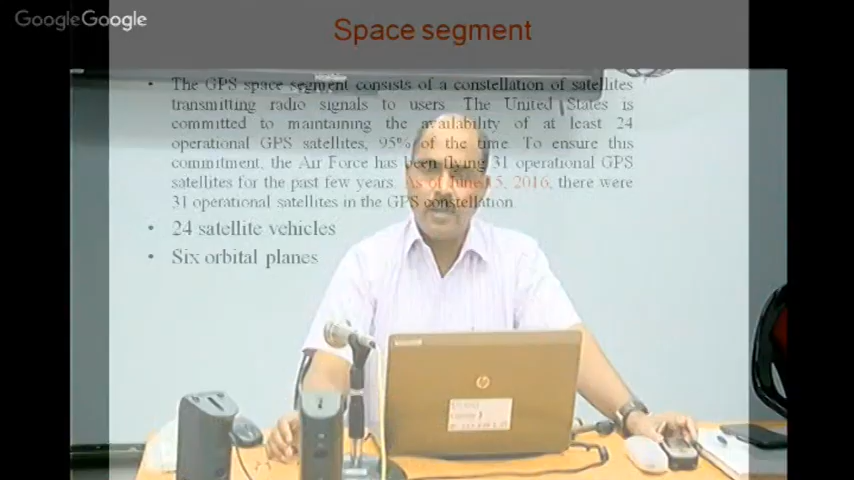 GoogleGoogle
Space segment
• The GPS space segment consists of a constellation of satellites
transmitting radio signals to users. The United States is
committed to maintaining the availability of at least 24
operational GPS satellites, 95% of the time. To ensure this
commitment, the Air Force has been flying 31 operational GPS
satellites for the past few years. As of June 15, 2016, there were
31 operational satellites in the GPS constellation
• 24 satellite vehicles
• Six orbital planes
hp